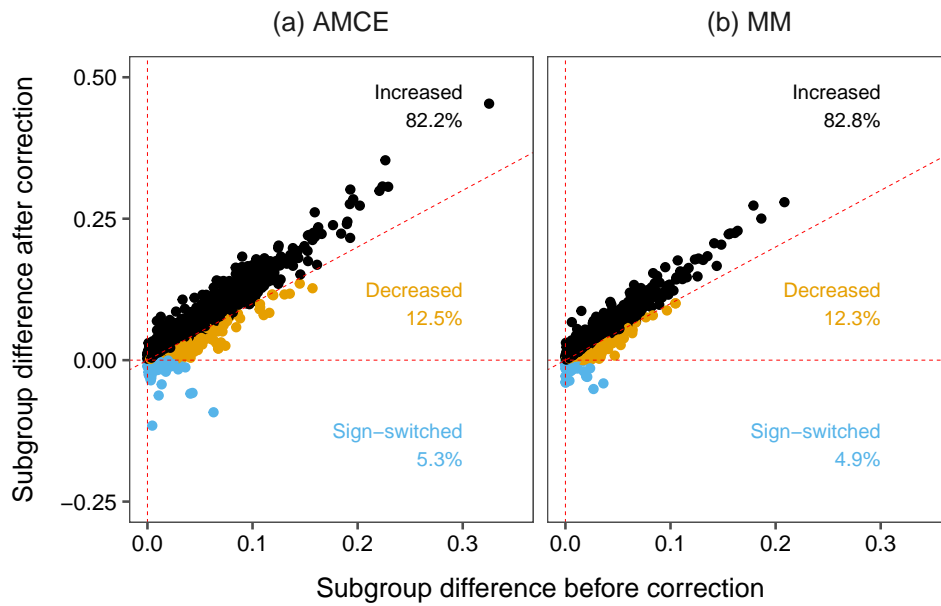 (a) AMCE
(b) MM
Subgroup difference after correction
0.50
0.25
0.00
−0.25
Increased
82.2%
Decreased
12.5%
Sign−switched
5.3%
Increased
82.8%
Decreased
12.3%
Sign−switched
4.9%
0.0 0.1 0.2 0.3
0.0 0.1 0.2 0.3
Subgroup difference before correction